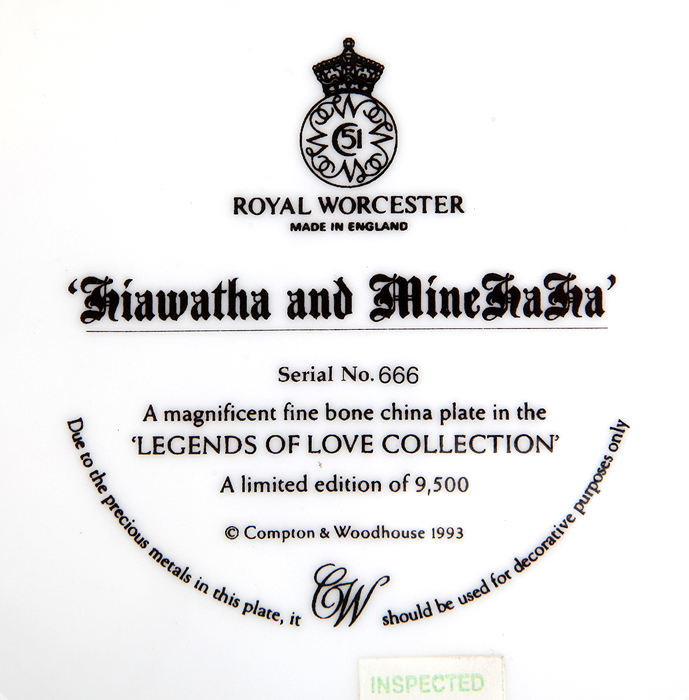 C51
ROYAL WORCESTER
MADE IN ENGLAND
‘Hiawatha and MineHaHa’
Serial No. 666
A magnificent fine bone china plate in the
‘LEGENDS OF LOVE COLLECTION’
A limited edition of 9,500
© Compton & Woodhouse 1993
Due to the precious metals in this plate, it
CW
should be used for decorative purposes only
INSPECTED